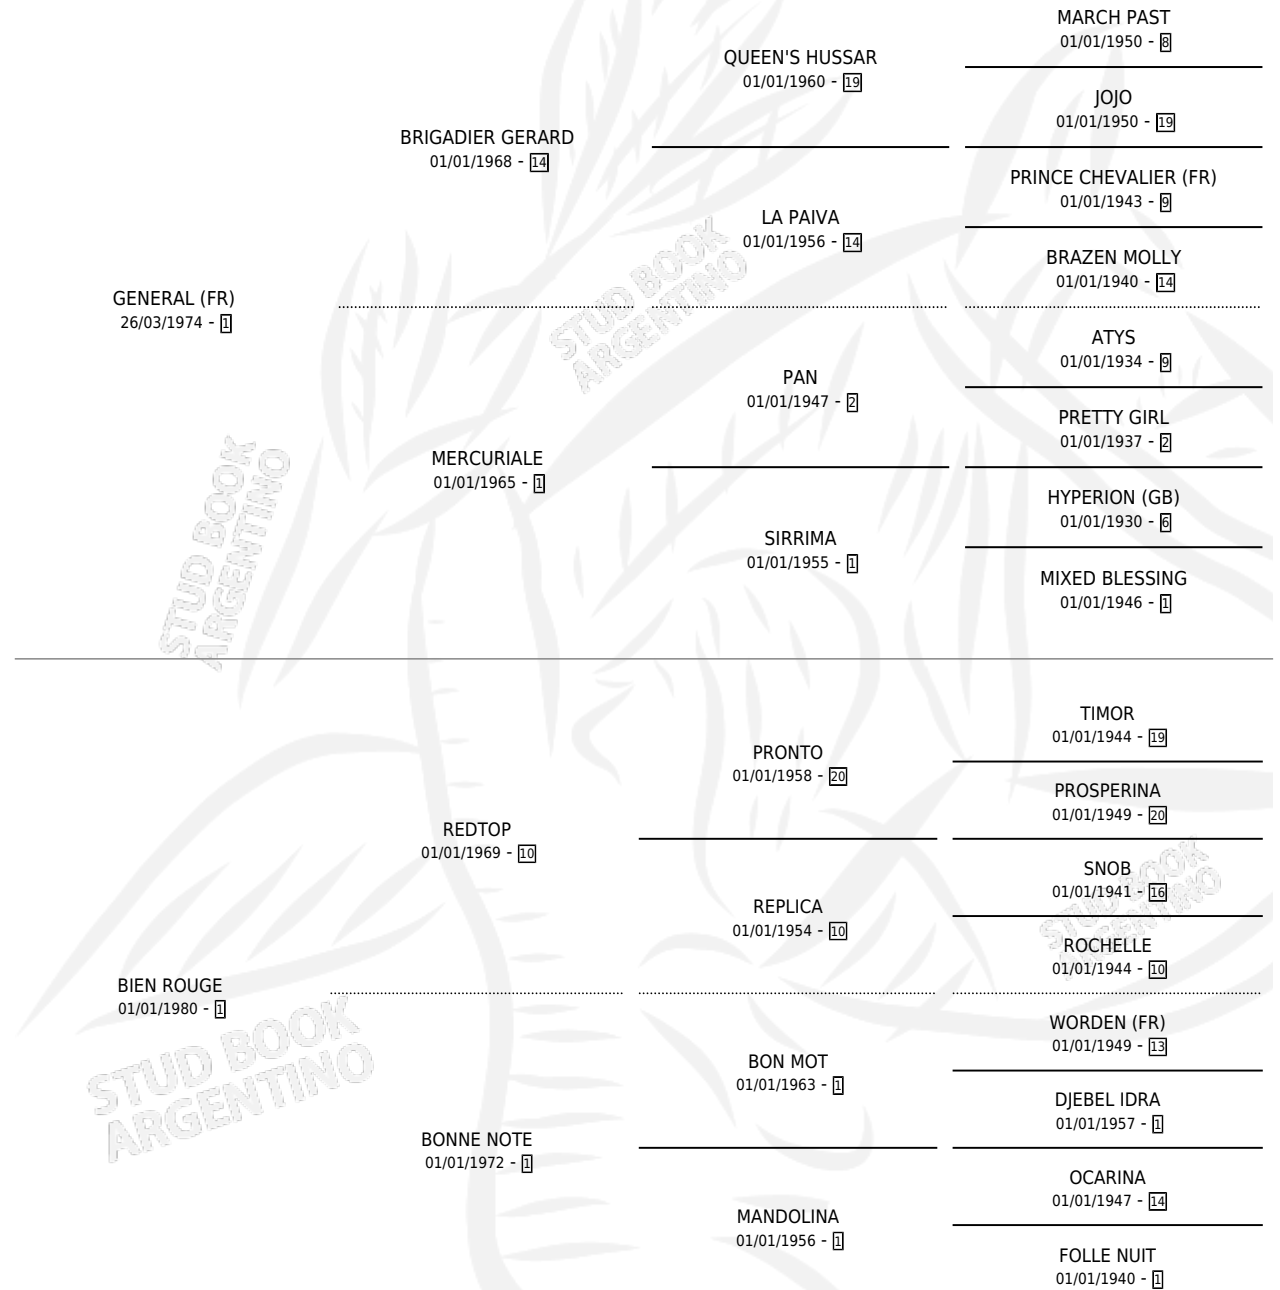 MARCH PAST
01/01/1950 - 8
QUEEN'S HUSSAR
01/01/1960 - 19
JOJO
01/01/1950 - 19
BRIGADIER GERARD
01/01/1968 - 14
PRINCE CHEVALIER (FR)
01/01/1943 - 9
LA PAIVA
01/01/1956 - 14
BRAZEN MOLLY
01/01/1940 - 14
GENERAL (FR)
26/03/1974 - 1
STUD BOOK
ARGENTINO
ATYS
01/01/1934 - 9
PAN
01/01/1947 - 2
PRETTY GIRL
01/01/1937 - 2
MERCURIALE
01/01/1965 - 1
HYPERION (GB)
01/01/1930 - 6
SIRRIMA
01/01/1955 - 1
MIXED BLESSING
01/01/1946 - 1
STUD BOOK
ARGENTINO
TIMOR
01/01/1944 - 19
PRONTO
01/01/1958 - 20
PROSPERINA
01/01/1949 - 20
REDTOP
01/01/1969 - 10
SNOB
01/01/1941 - 16
REPLICA
01/01/1954 - 10
ROCHELLE
01/01/1944 - 10
STUD BOOK
ARGENTINO
BIEN ROUGE
01/01/1980 - 1
STUD BOOK
ARGENTINO
WORDEN (FR)
01/01/1949 - 13
BON MOT
01/01/1963 - 1
DJEBEL IDRA
01/01/1957 - 1
BONNE NOTE
01/01/1972 - 1
OCARINA
01/01/1947 - 14
MANDOLINA
01/01/1956 - 1
FOLLE NUIT
01/01/1940 - 1